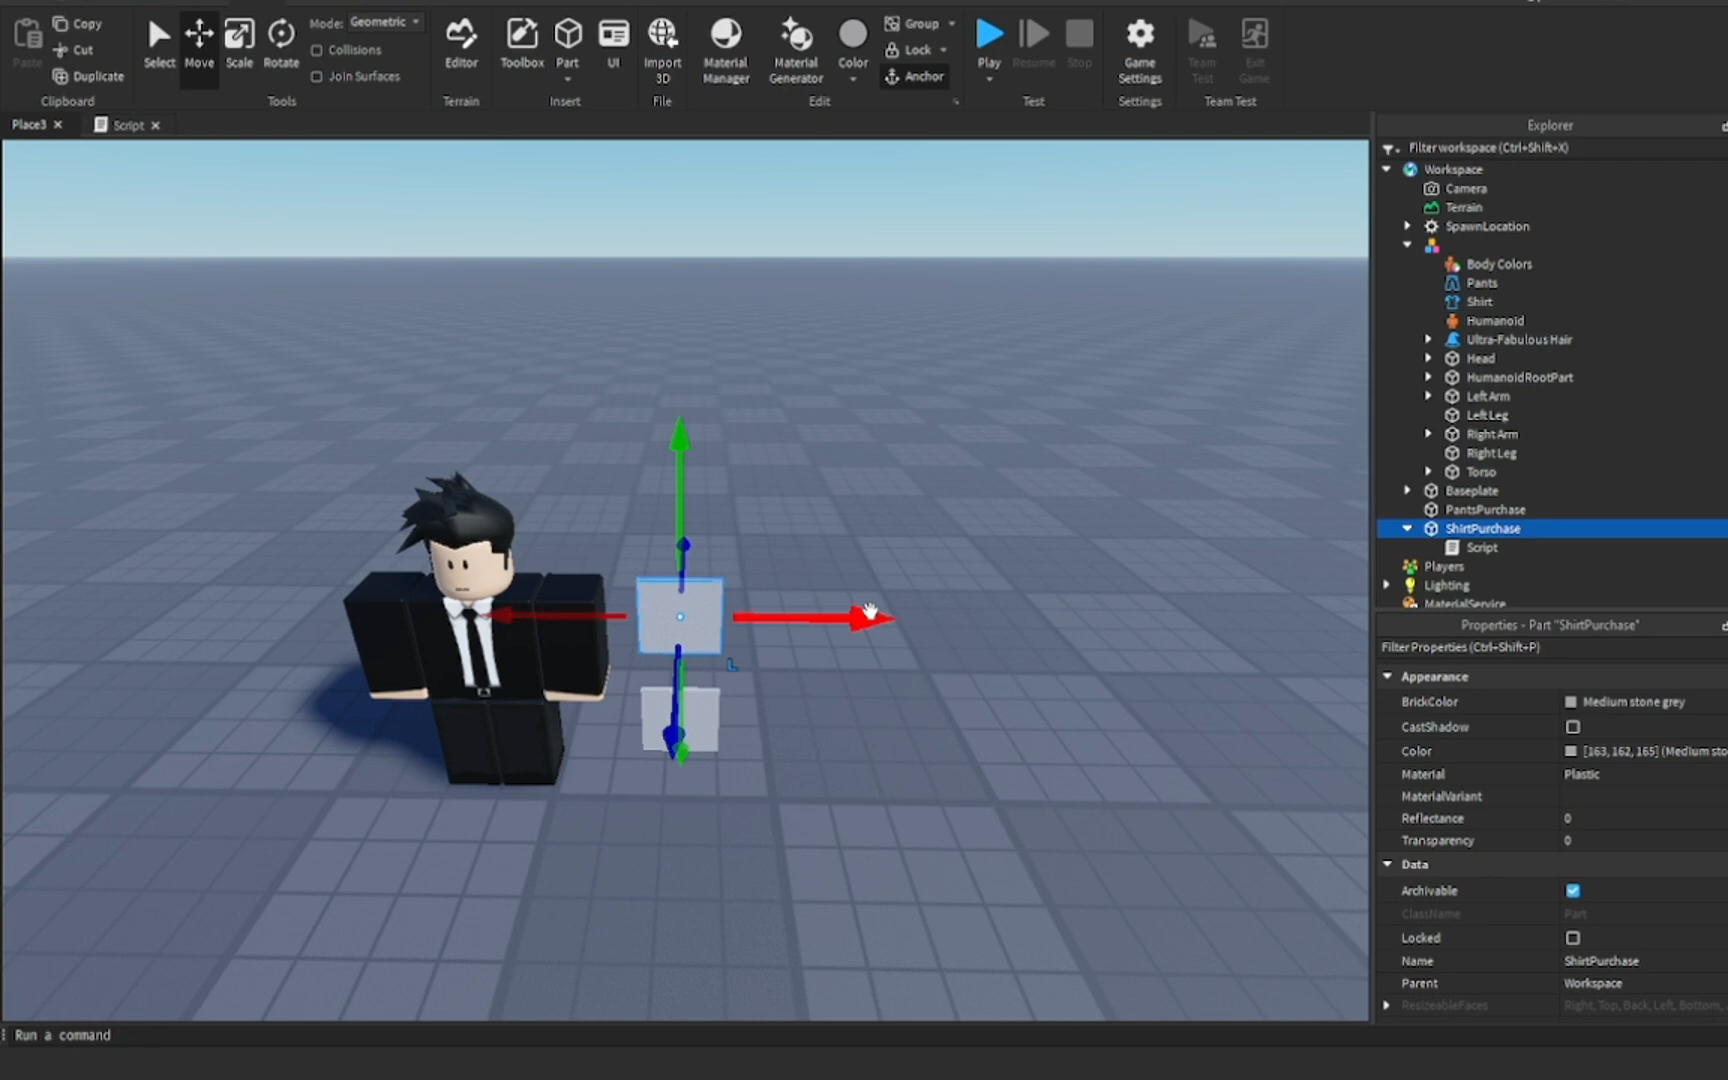 Paste
Copy
Cut
Duplicate
Clipboard
Select
Move
Scale
Rotate
Mode: Geometric
Collisions
Join Surfaces
Tools
Editor
Terrain
Toolbox
Part
UI
Insert
Import
3D
File
Material
Manager
Material
Generator
Color
Group
Lock
Anchor
Edit
Play
Resume
Stop
Test
Game
Settings
Settings
Team
Test
Exit
Game
Team Test
Place3
Script
Explorer
Filter workspace (Ctrl+Shift+X)
Workspace
Camera
Terrain
SpawnLocation
Body Colors
Pants
Shirt
Humanoid
Ultra-Fabulous Hair
Head
HumanoidRootPart
Left Arm
Left Leg
Right Arm
Right Leg
Torso
Baseplate
PantsPurchase
ShirtPurchase
Script
Players
Lighting
MaterialService
L
Properties - Part "ShirtPurchase"
Filter Properties (Ctrl+Shift+P)
Appearance
BrickColor Medium stone grey
CastShadow
Color [163, 162, 165] (Medium sto
Material Plastic
MaterialVariant
Reflectance 0
Transparency 0
Data
Archivable
ClassName Part
Locked
Name ShirtPurchase
Parent Workspace
ResizeableFaces Right, Top, Back, Left, Bottom,
Run a command